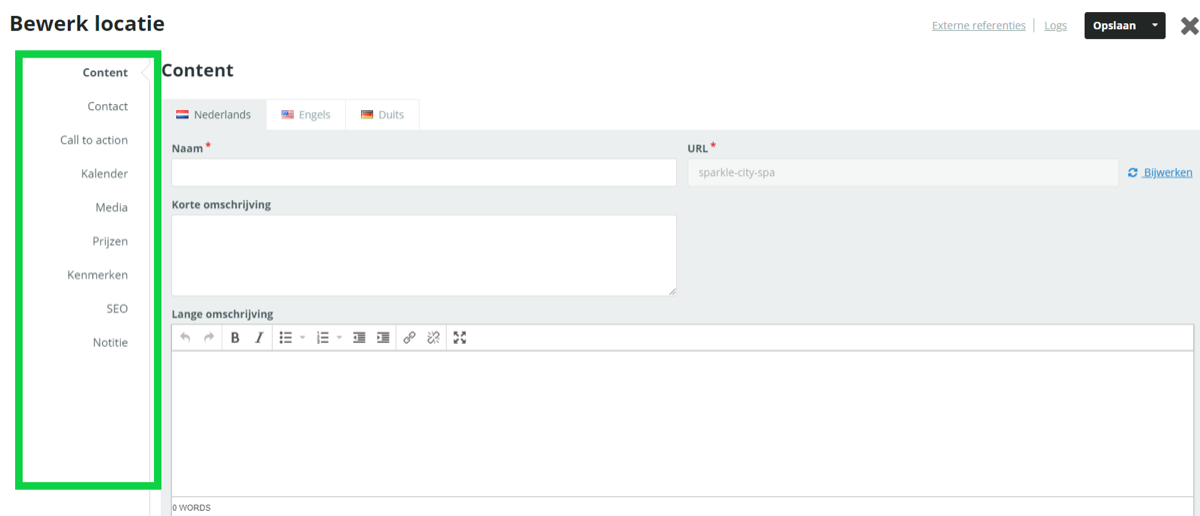 Bewerk locatie
Externe referenties
Logs
Opslaan
Content
Contact
Call to action
Kalender
Media
Prijzen
Kenmerken
SEO
Notitie
Content
Nederlands
Engels
Duits
Naam *
URL *
sparkle-city-spa
Bijwerken
Korte omschrijving
Lange omschrijving
B I
0 WORDS